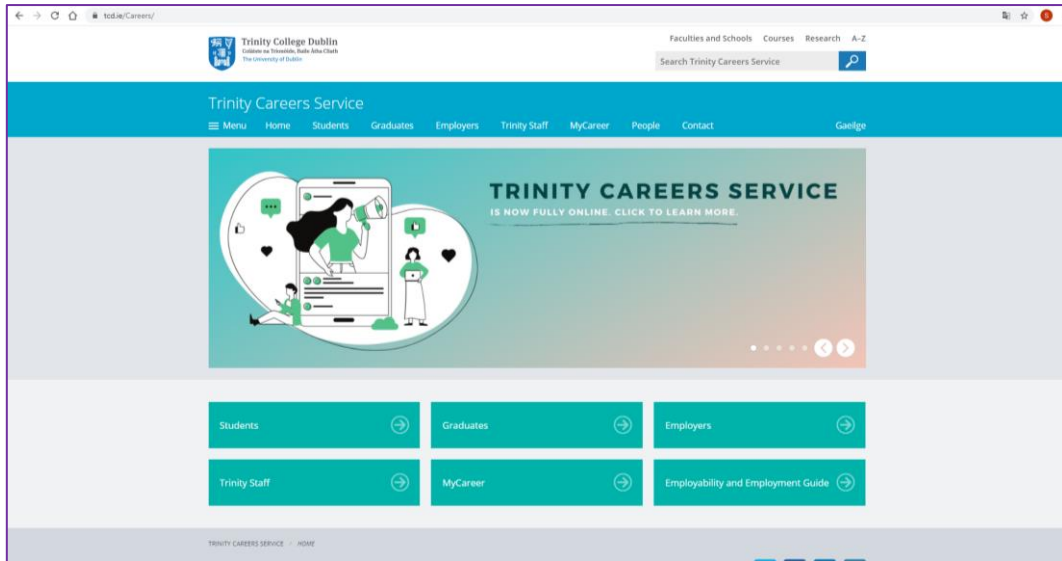 tcd.ie/Careers/
S
Trinity College Dublin
Coláiste na Tríonóide, Baile Átha Cliath
The University of Dublin
Faculties and Schools Courses Research A–Z
Search Trinity Careers Service
Trinity Careers Service
Menu Home Students Graduates Employers Trinity Staff MyCareer People Contact Gaeilge
TRINITY CAREERS SERVICE
IS NOW FULLY ONLINE. CLICK TO LEARN MORE.
Students Graduates Employers
Trinity Staff MyCareer Employability and Employment Guide
TRINITY CAREERS SERVICE > HOME